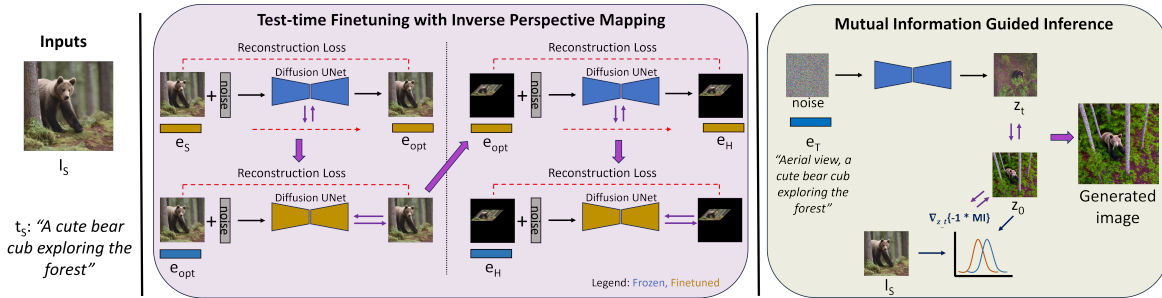 Inputs
I_S
t_S: “A cute bear
cub exploring the
forest”
Test-time Finetuning with Inverse Perspective Mapping
Reconstruction Loss
Diffusion UNet
+
noise
e_S
e_opt
Reconstruction Loss
Diffusion UNet
+
noise
e_opt
Reconstruction Loss
Diffusion UNet
+
noise
e_opt
e_H
Reconstruction Loss
Diffusion UNet
+
noise
e_H
Legend: Frozen, Finetuned
Mutual Information Guided Inference
noise
e_T
“Aerial view, a
cute bear cub
exploring the
forest”
z_t
z_0
∇_{z_t}{-1 * MI}
I_S
Generated
image